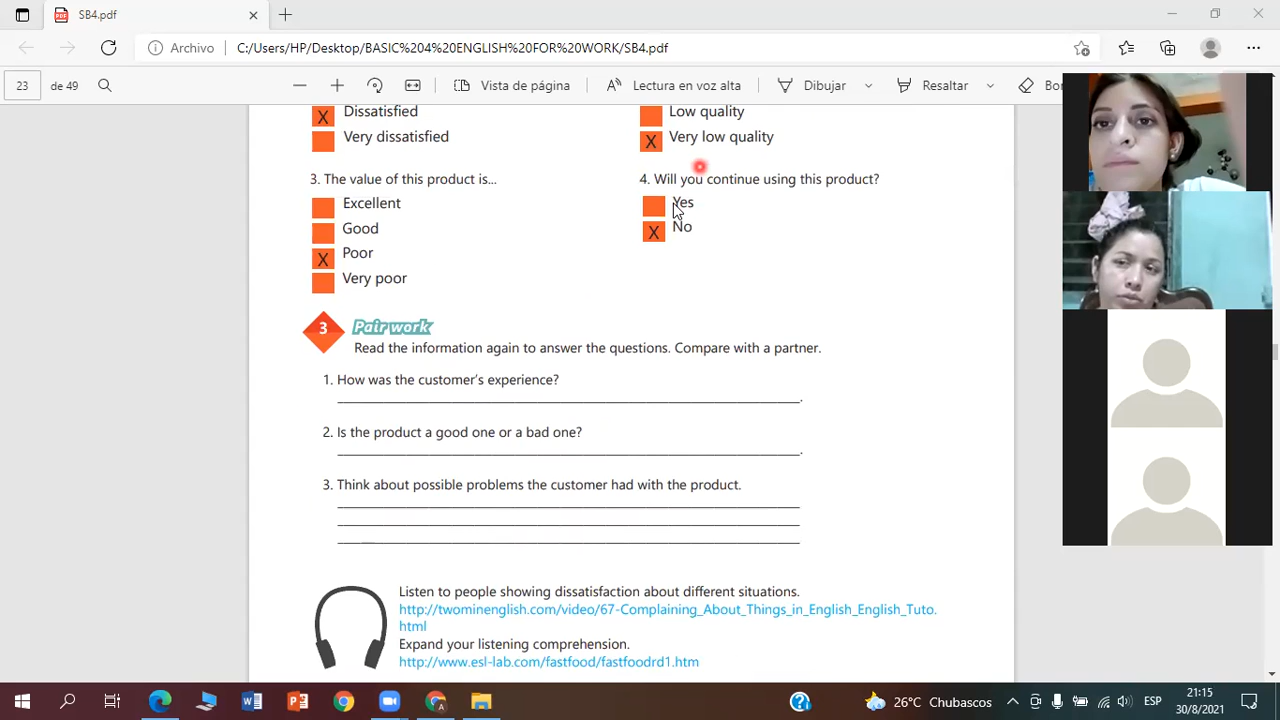 SB4.pdf
Archivo
C:/Users/HP/Desktop/BASIC%204%20ENGLISH%20FOR%20WORK/SB4.pdf
23 de 49
Vista de página
Lectura en voz alta
Dibujar
Resaltar
Bor
X Dissatisfied
Very dissatisfied
Low quality
X Very low quality
3. The value of this product is...
Excellent
Good
X Poor
Very poor
4. Will you continue using this product?
Yes
X No
3 Pair work
Read the information again to answer the questions. Compare with a partner.
1. How was the customer's experience?
2. Is the product a good one or a bad one?
3. Think about possible problems the customer had with the product.
Listen to people showing dissatisfaction about different situations.
http://twominenglish.com/video/67-Complaining_About_Things_in_English_English_Tuto.
html
Expand your listening comprehension.
http://www.esl-lab.com/fastfood/fastfoodrd1.htm
26°C Chubascos
ESP
21:15
30/8/2021